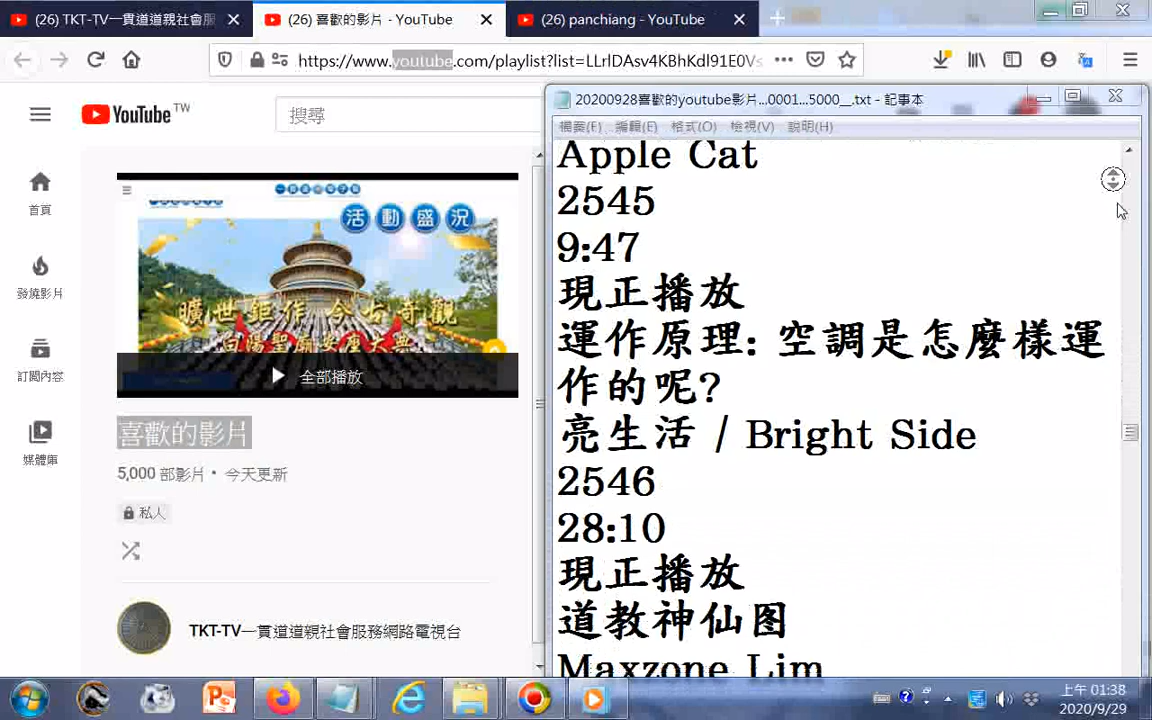 (26) TKT-TV一貫道道親社會服
(26) 喜歡的影片 - YouTube
(26) panchiang - YouTube
https://www.youtube.com/playlist?list=LLrlDAsv4KBhKdl91E0Vs
YouTube TW
搜尋
首頁
發燒影片
訂閱內容
媒體庫
活動盛況
曠世鉅作 今古奇觀
白陽聖廟安座大典
全部播放
喜歡的影片
5,000 部影片・今天更新
私人
TKT-TV一貫道道親社會服務網路電視台
20200928喜歡的youtube影片...0001...5000__.txt - 記事本
檔案(F) 編輯(E) 格式(O) 檢視(V) 說明(H)
Apple Cat
2545
9:47
現正播放
運作原理: 空調是怎麼樣運
作的呢?
亮生活 / Bright Side
2546
28:10
現正播放
道教神仙图
Maxzone Lim
上午 01:38
2020/9/29